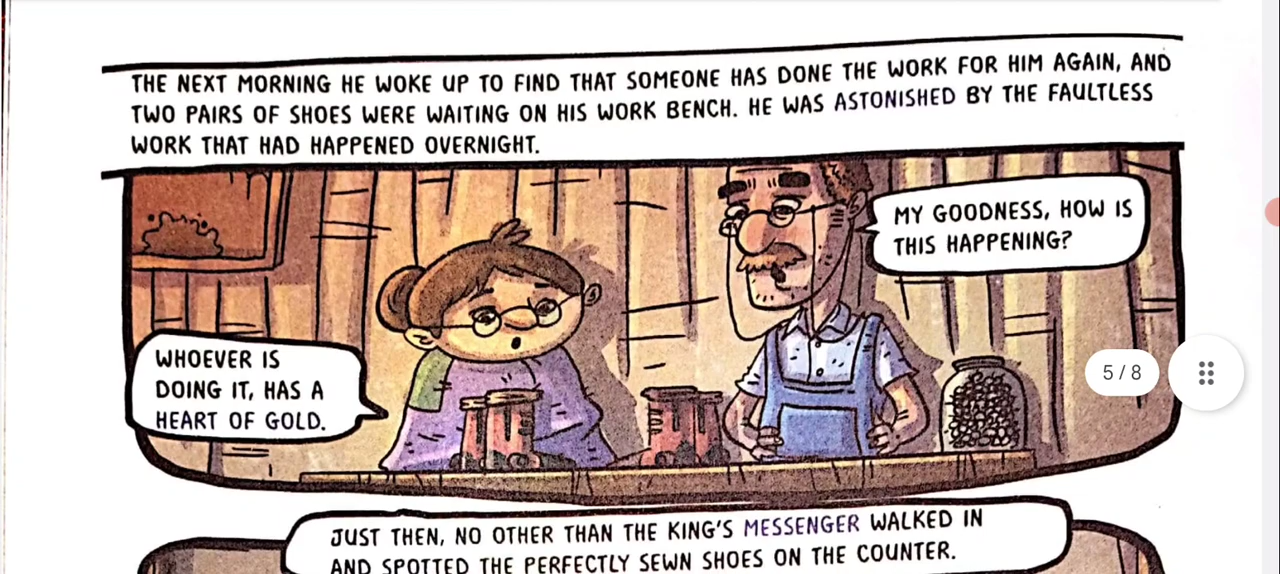 THE NEXT MORNING HE WOKE UP TO FIND THAT SOMEONE HAS DONE THE WORK FOR HIM AGAIN, AND
TWO PAIRS OF SHOES WERE WAITING ON HIS WORK BENCH. HE WAS ASTONISHED BY THE FAULTLESS
WORK THAT HAD HAPPENED OVERNIGHT.
MY GOODNESS, HOW IS
THIS HAPPENING?
WHOEVER IS
DOING IT, HAS A
HEART OF GOLD.
5 / 8
JUST THEN, NO OTHER THAN THE KING'S MESSENGER WALKED IN
AND SPOTTED THE PERFECTLY SEWN SHOES ON THE COUNTER.